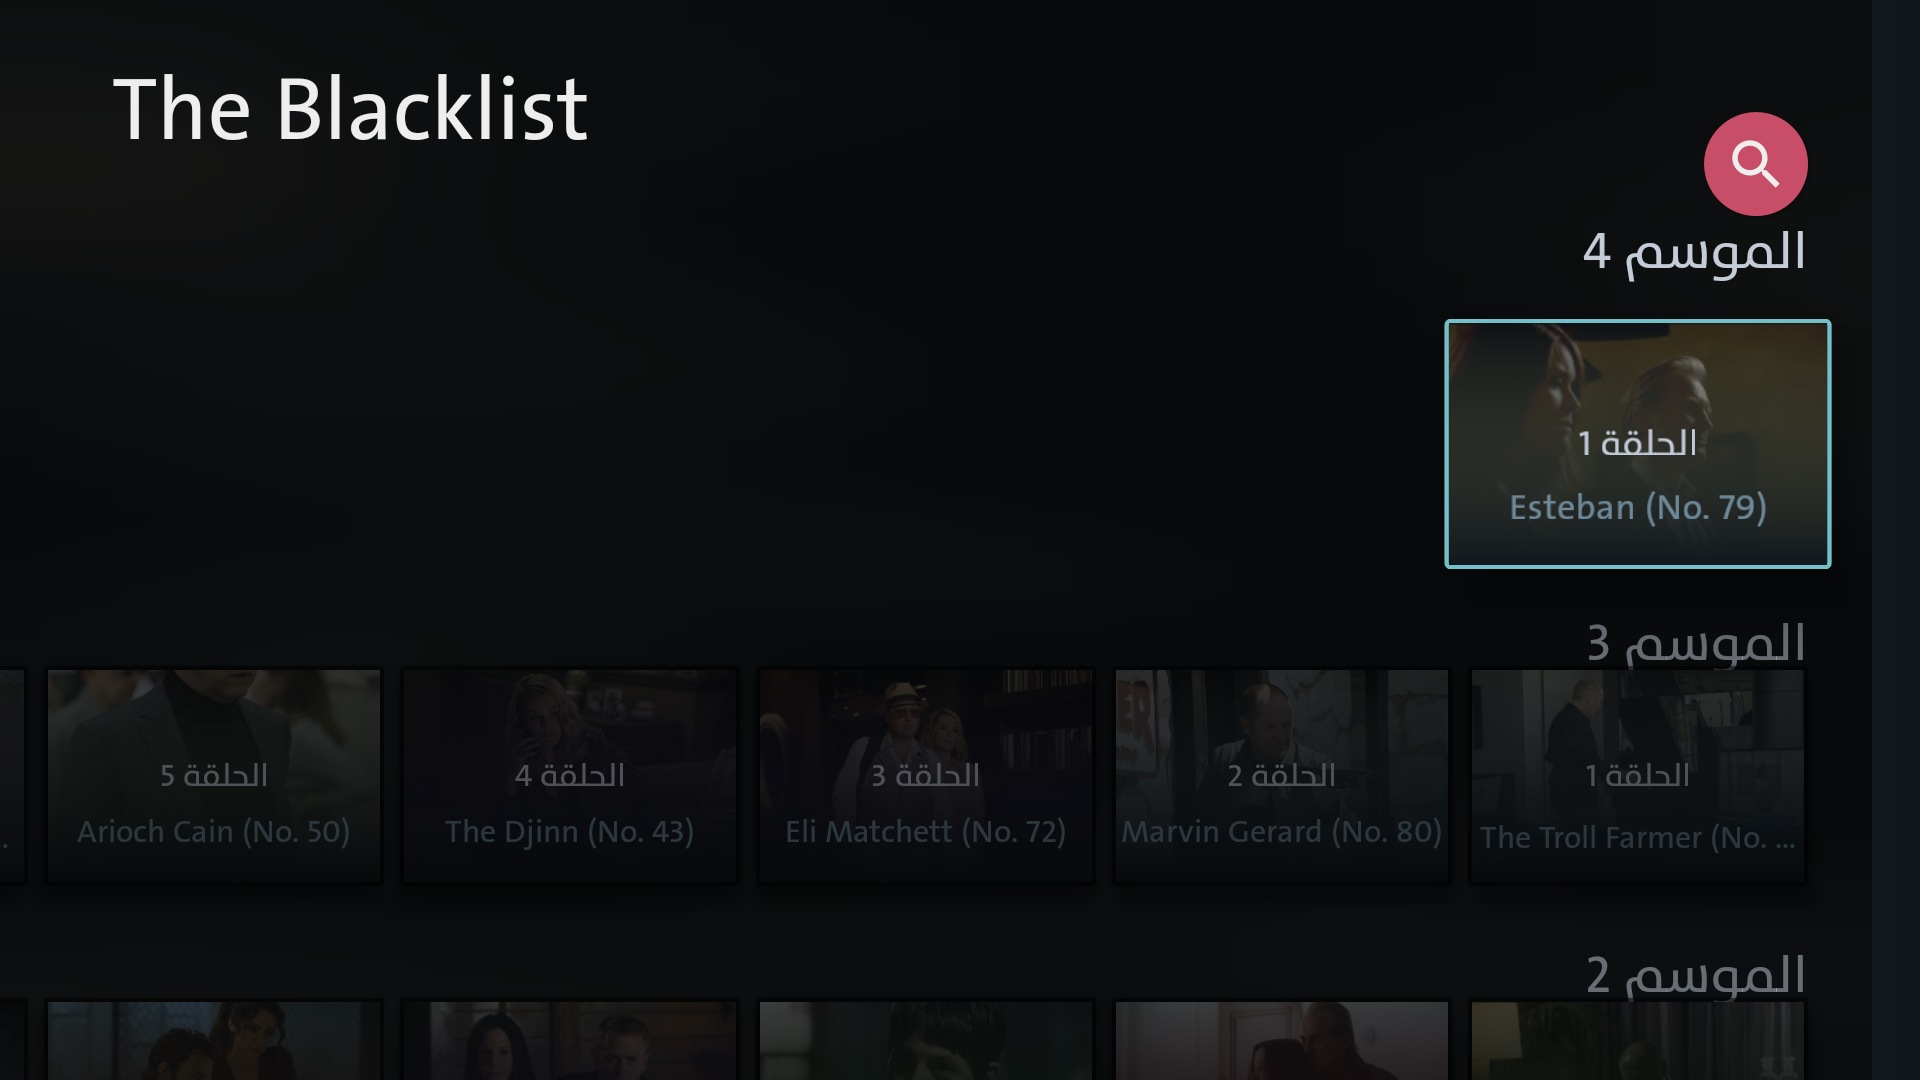 The Blacklist
الموسم 4
الحلقة 1
Esteban (No. 79)
الموسم 3
الحلقة 1
The Troll Farmer (No. ...
الحلقة 2
Marvin Gerard (No. 80)
الحلقة 3
Eli Matchett (No. 72)
الحلقة 4
The Djinn (No. 43)
الحلقة 5
Arioch Cain (No. 50)
الموسم 2